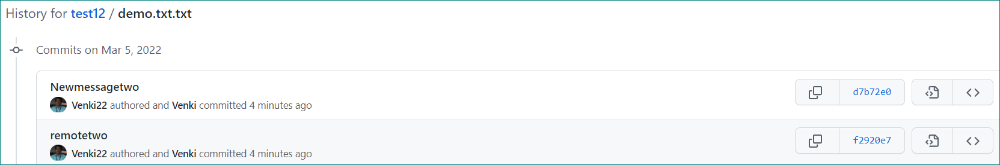 History for test12 / demo.txt.txt
Commits on Mar 5, 2022
Newmessagetwo
d7b72e0
Venki22 authored and Venki committed 4 minutes ago
remotetwo
f2920e7
Venki22 authored and Venki committed 4 minutes ago